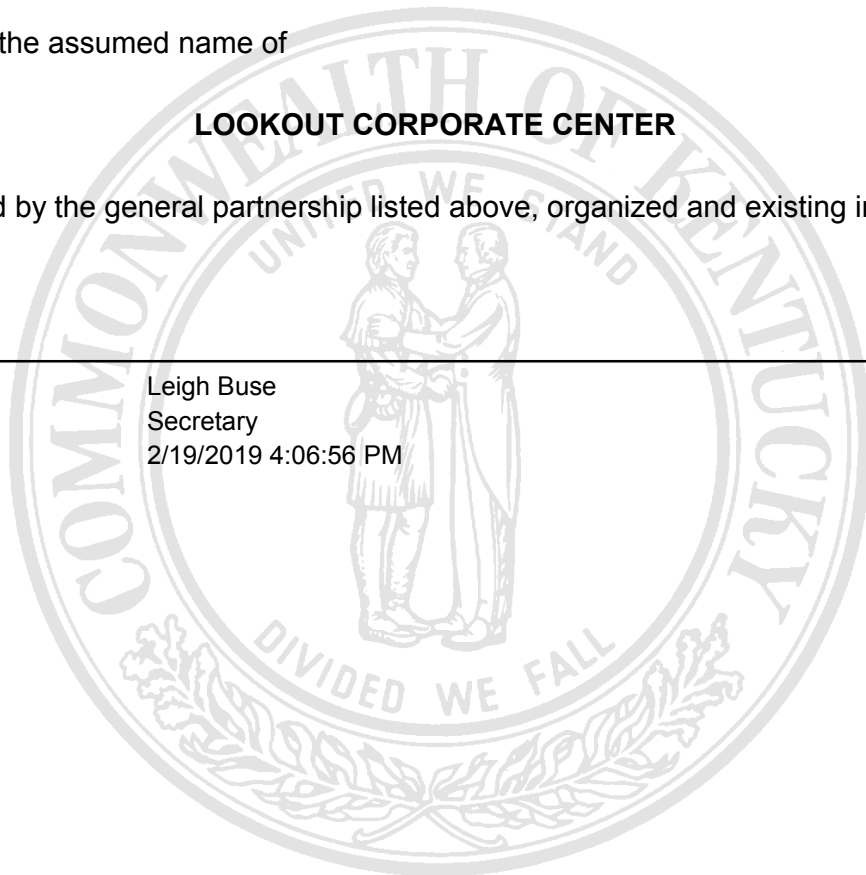 the assumed name of
LOOKOUT CORPORATE CENTER
by the general partnership listed above, organized and existing
Leigh Buse
Secretary
2/19/2019 4:06:56 PM
COMMONWEALTH OF KENTUCKY
UNITED WE STAND
DIVIDED WE FALL